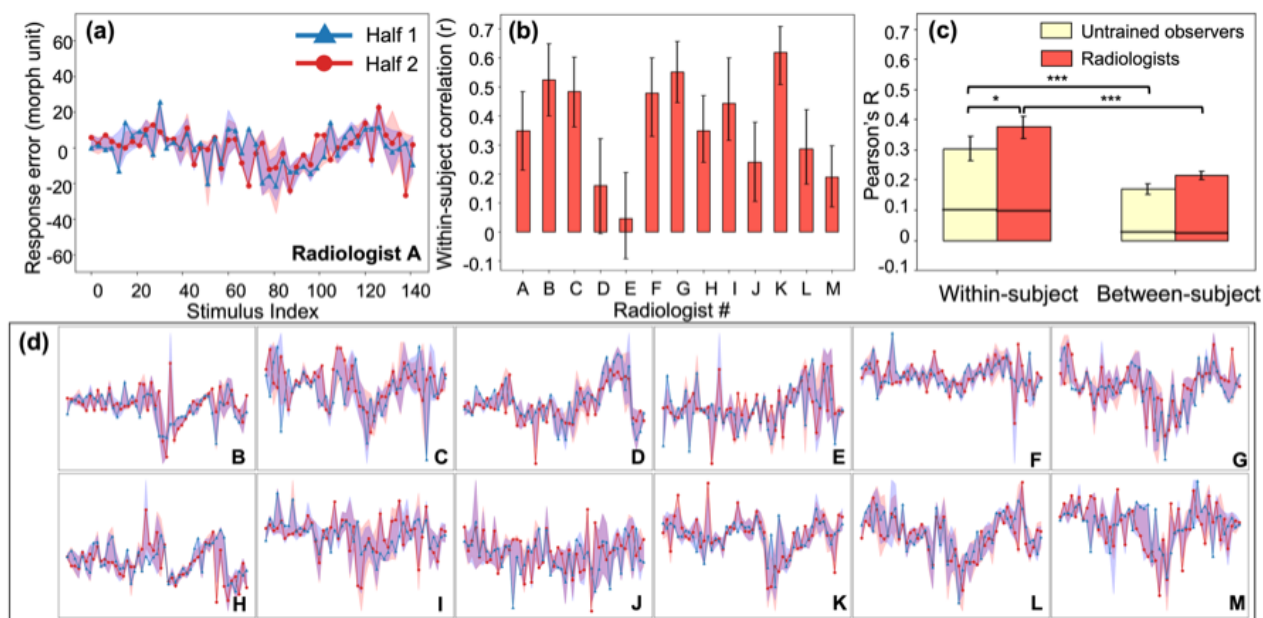 (a)
Half 1
Half 2
Response error (morph unit)
60
40
20
0
-20
-40
-60
Radiologist A
0 20 40 60 80 100 120 140
Stimulus Index
(b)
Within-subject correlation (r)
0.7
0.6
0.5
0.4
0.3
0.2
0.1
0
-0.1
A B C D E F G H I J K L M
Radiologist #
(c)
Untrained observers
Radiologists
Pearson's R
0.7
0.5
0.4
0.3
0.2
0.1
0
-0.1
***
* ***
Within-subject Between-subject
(d)
B C D E F G
H I J K L M